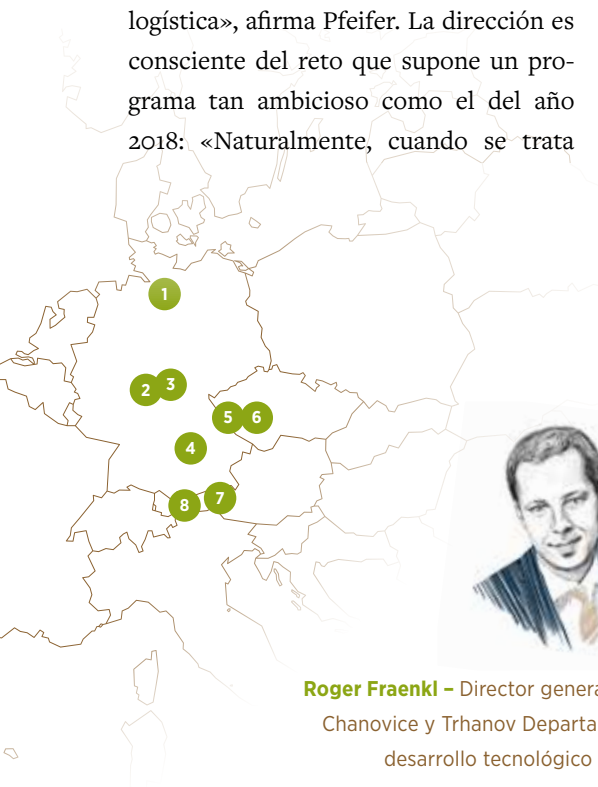 logística», afirma Pfeifer. La dirección es
consciente del reto que supone un pro-
grama tan ambicioso como el del año
2018: «Naturalmente, cuando se trata
1
2 3
5 6
4
8 7
Roger Fraenkl – Director genera
Chanovice y Trhanov Departa
desarrollo tecnológico